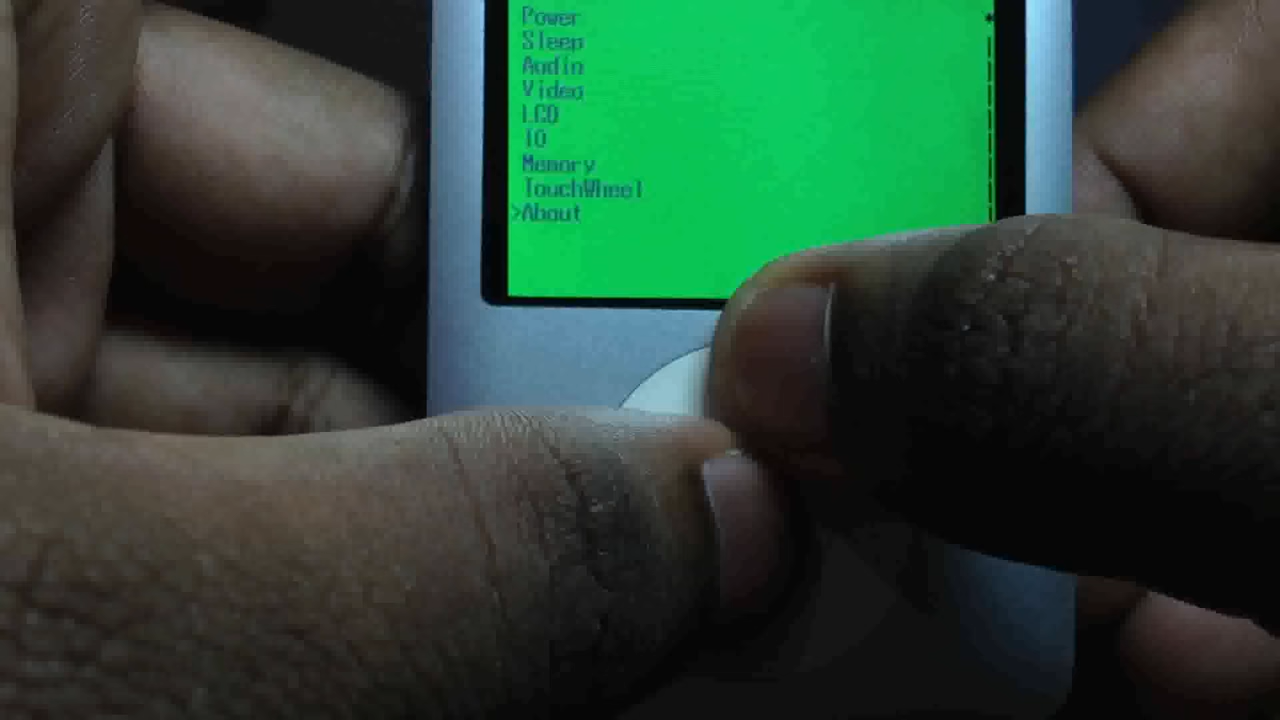 Power
Sleep
Audio
Video
LCD
IO
Memory
TouchWheel
>About